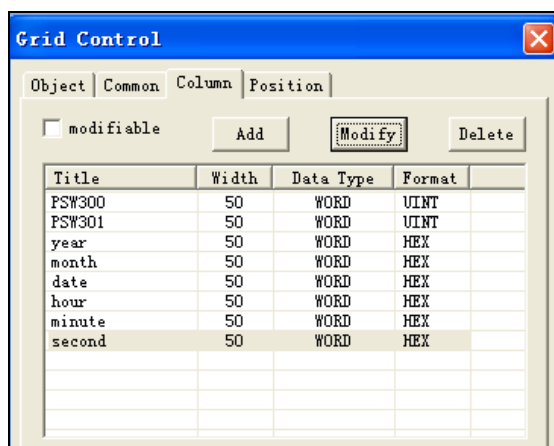 Grid Control
Object Common Column Position
modifiable Add Modify Delete
Title Width Data Type Format
PSW300 50 WORD UINT
PSW301 50 WORD UINT
year 50 WORD HEX
month 50 WORD HEX
date 50 WORD HEX
hour 50 WORD HEX
minute 50 WORD HEX
second 50 WORD HEX